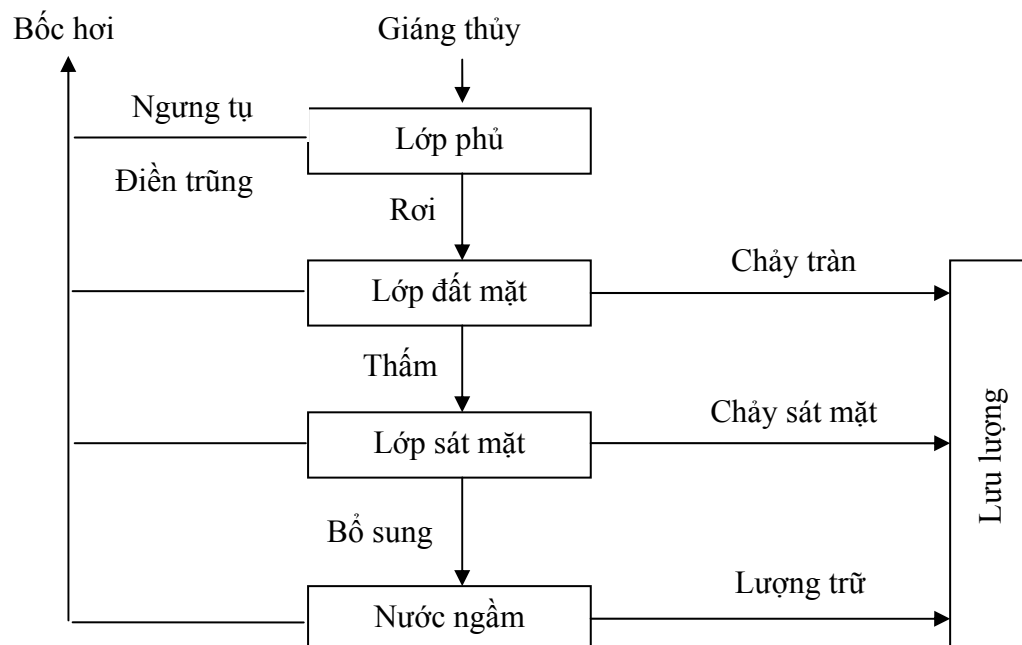 Bốc hơi
Giáng thủy
Ngưng tụ
Lớp phủ
Điền trũng
Rơi
Chảy tràn
Lớp đất mặt
Thấm
Chảy sát mặt
Lớp sát mặt
Lưu lượng
Bổ sung
Lượng trữ
Nước ngầm